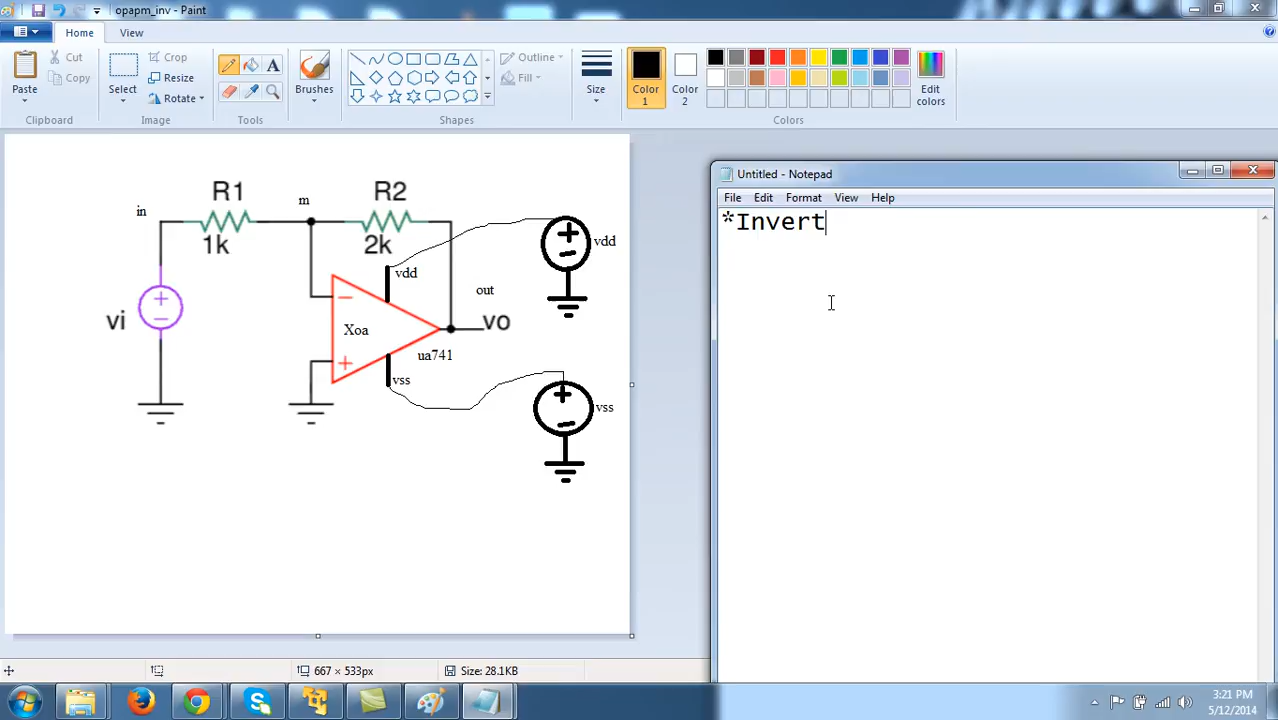 opapm_inv - Paint
Home
View
Paste
Cut
Copy
Clipboard
Select
Crop
Resize
Rotate
Image
A
Tools
Brushes
Shapes
Outline
Fill
Size
Color 1
Color 2
Edit colors
Colors
in
R1
1k
m
R2
2k
vi
+
−
vdd
−
+
Xoa
ua741
vss
out
vo
+
−
vdd
+
−
vss
Untitled - Notepad
File Edit Format View Help
*Invert
667 × 533px
Size: 28.1KB
3:21 PM
5/12/2014